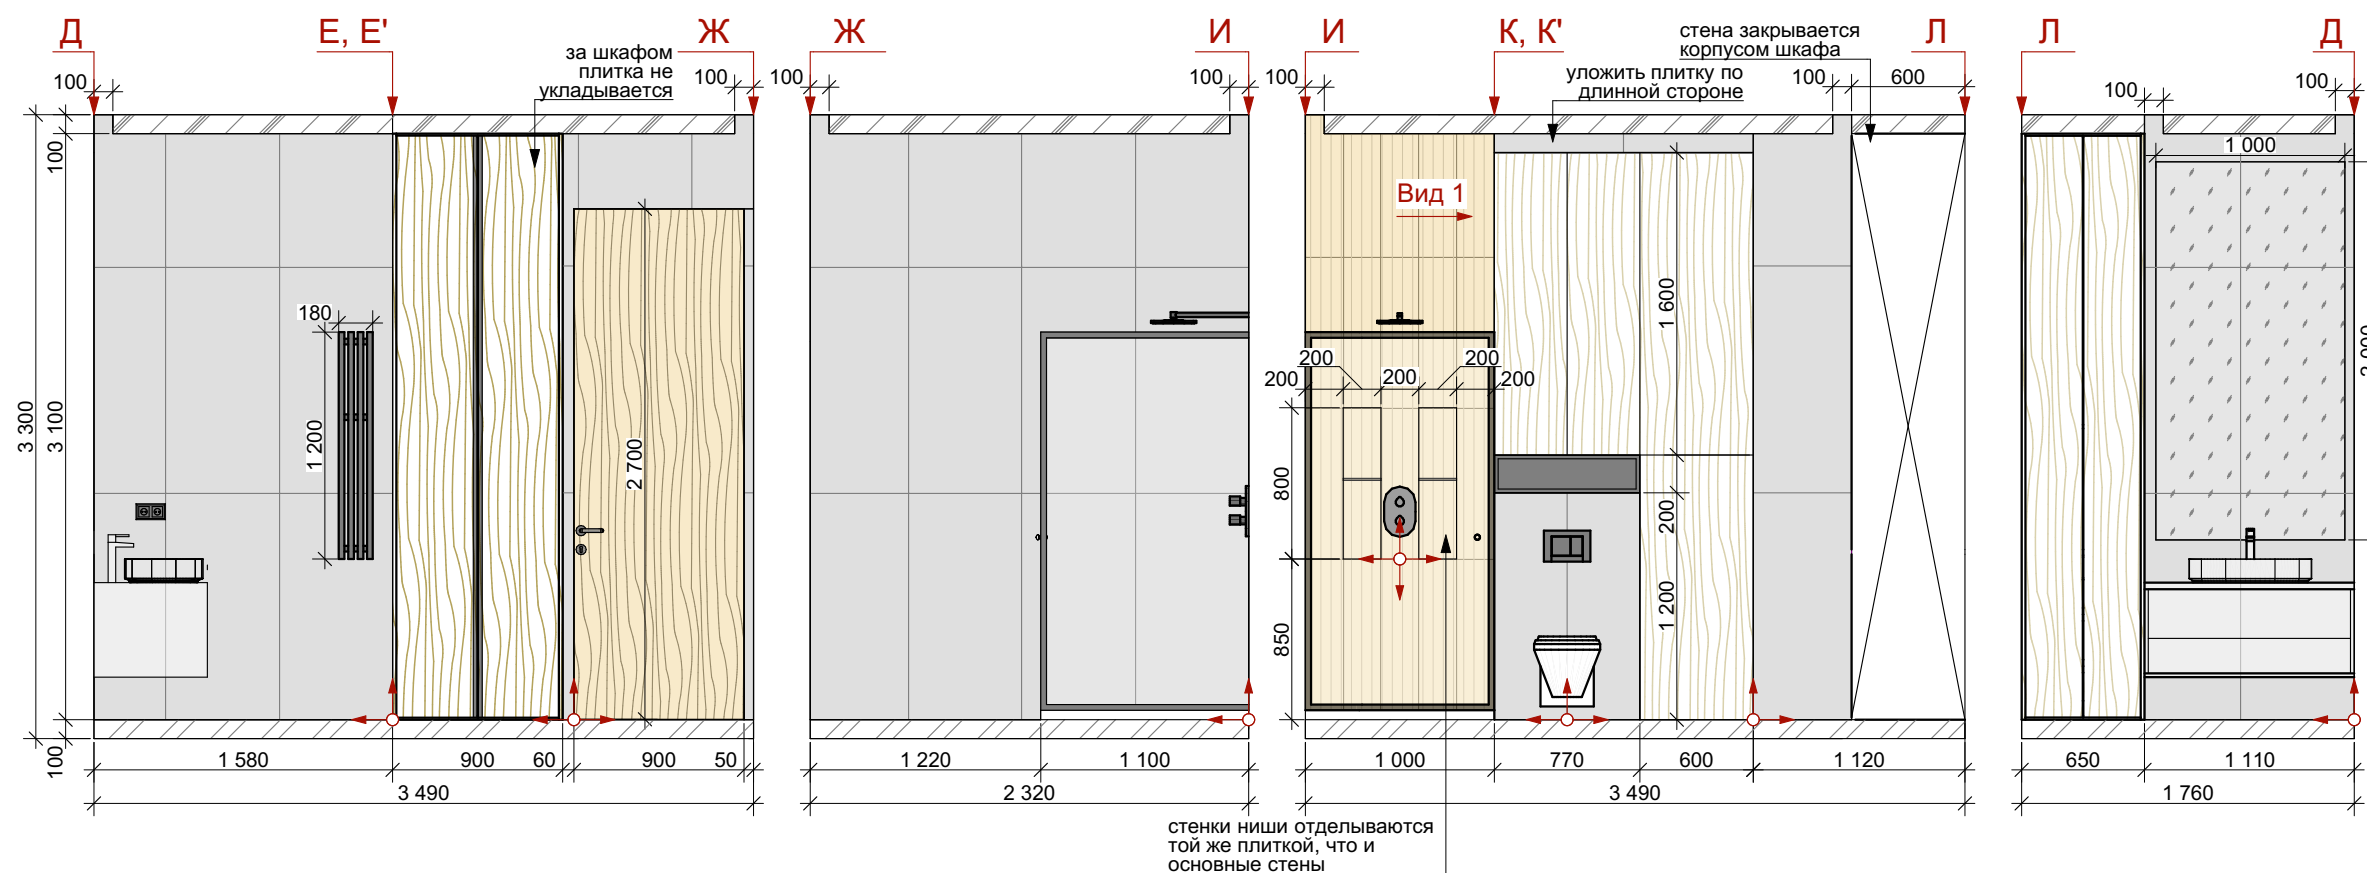 Д
Е, Е'
Ж
Ж
И
И
К, К'
Л
Л
Д
за шкафом
плитка не
укладывается
стена закрывается
корпусом шкафа
уложить плитку по
длинной стороне
100
100
100
100
100
100
600
100
100
3 300
100
3 100
100
180
1 200
2 700
Вид 1
200
200
200
200
200
800
850
1 600
200
1 200
1 000
1 580
900
60
900
50
3 490
1 220
1 100
2 320
1 000
770
600
1 120
3 490
650
1 110
1 760
стенки ниши отделываются
той же плиткой, что и
основные стены